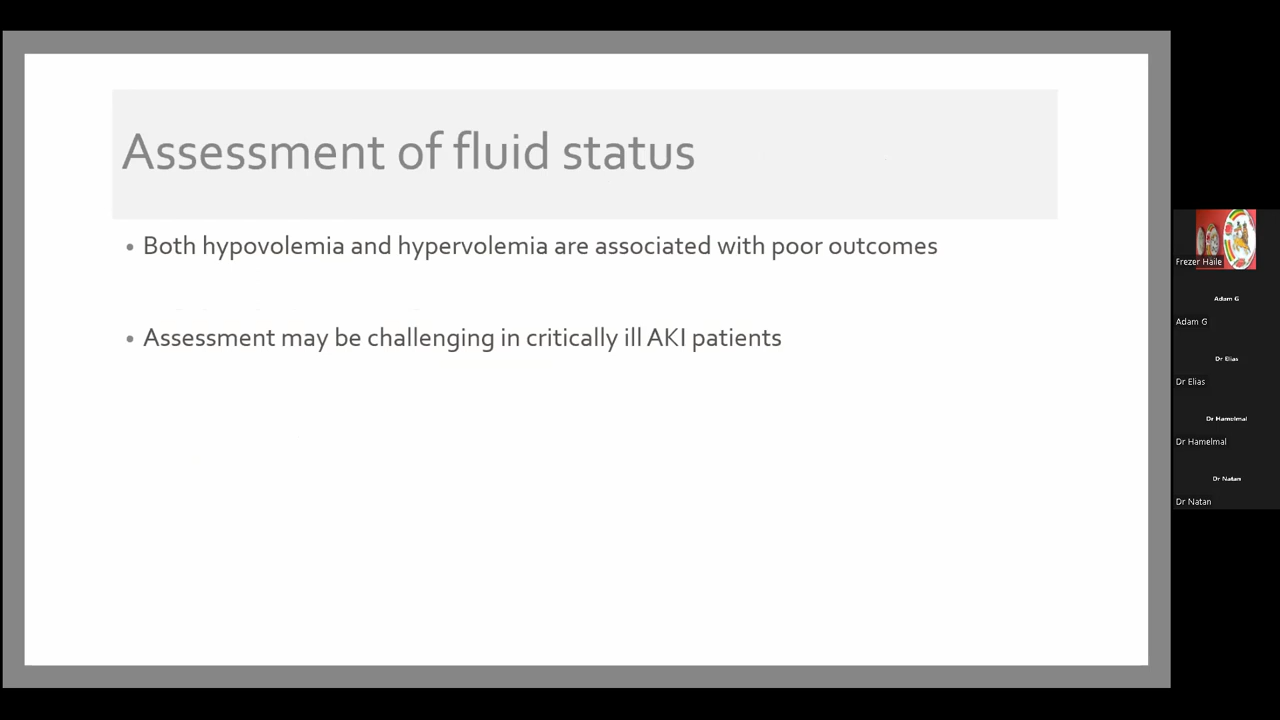 Assessment of fluid status
• Both hypovolemia and hypervolemia are associated with poor outcomes
• Assessment may be challenging in critically ill AKI patients
Frezer Haile
Adam G
Adam G
Dr Elias
Dr Elias
Dr Hamelmal
Dr Hamelmal
Dr Natan
Dr Natan